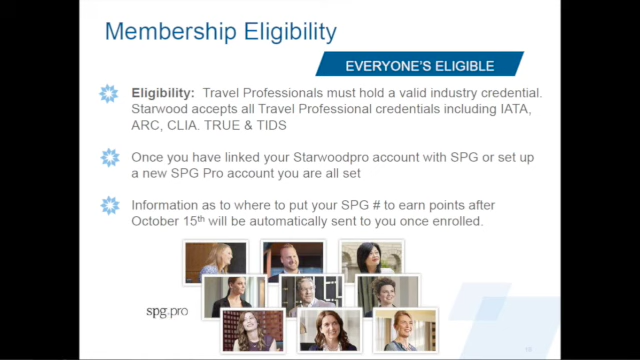 Membership Eligibility
EVERYONE'S ELIGIBLE
Eligibility: Travel Professionals must hold a valid industry credential.
Starwood accepts all Travel Professional credentials including IATA,
ARC, CLIA. TRUE & TIDS
Once you have linked your Starwoodpro account with SPG or set up
a new SPG Pro account you are all set
Information as to where to put your SPG # to earn points after
October 15th will be automatically sent to you once enrolled.
spg.pro